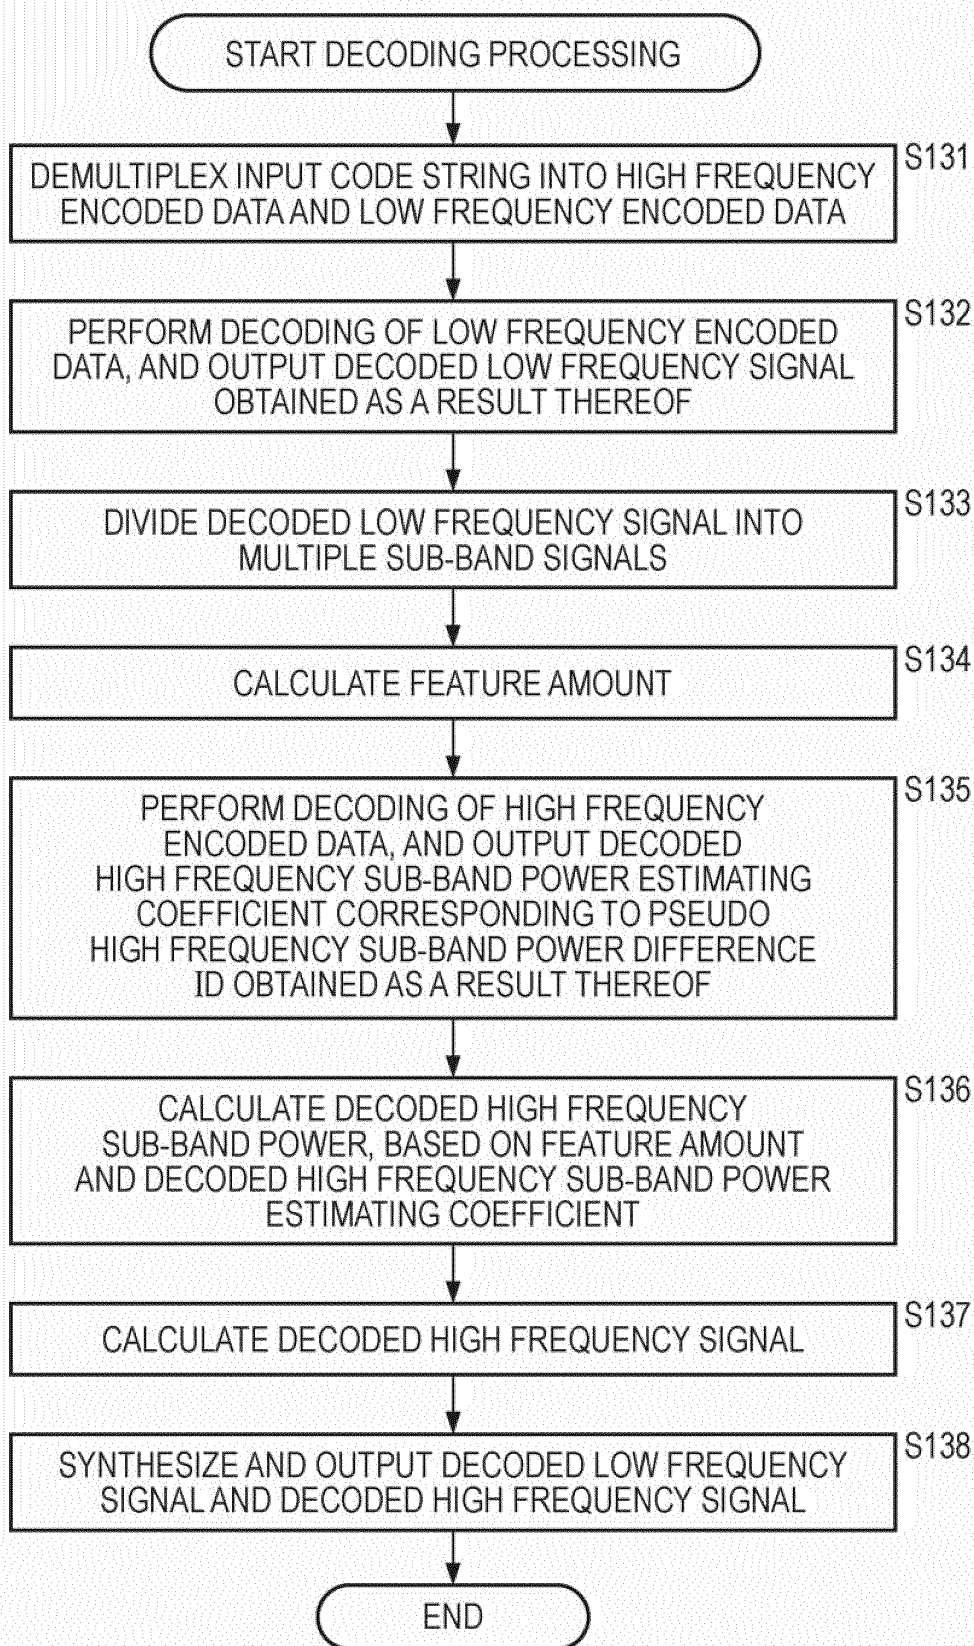 START DECODING PROCESSING
S131
DEMULTIPLEX INPUT CODE STRING INTO HIGH FREQUENCY
ENCODED DATA AND LOW FREQUENCY ENCODED DATA
S132
PERFORM DECODING OF LOW FREQUENCY ENCODED
DATA, AND OUTPUT DECODED LOW FREQUENCY SIGNAL
OBTAINED AS A RESULT THEREOF
S133
DIVIDE DECODED LOW FREQUENCY SIGNAL INTO
MULTIPLE SUB-BAND SIGNALS
S134
CALCULATE FEATURE AMOUNT
S135
PERFORM DECODING OF HIGH FREQUENCY
ENCODED DATA, AND OUTPUT DECODED
HIGH FREQUENCY SUB-BAND POWER ESTIMATING
COEFFICIENT CORRESPONDING TO PSEUDO
HIGH FREQUENCY SUB-BAND POWER DIFFERENCE
ID OBTAINED AS A RESULT THEREOF
S136
CALCULATE DECODED HIGH FREQUENCY
SUB-BAND POWER, BASED ON FEATURE AMOUNT
AND DECODED HIGH FREQUENCY SUB-BAND POWER
ESTIMATING COEFFICIENT
S137
CALCULATE DECODED HIGH FREQUENCY SIGNAL
S138
SYNTHESIZE AND OUTPUT DECODED LOW FREQUENCY
SIGNAL AND DECODED HIGH FREQUENCY SIGNAL
END